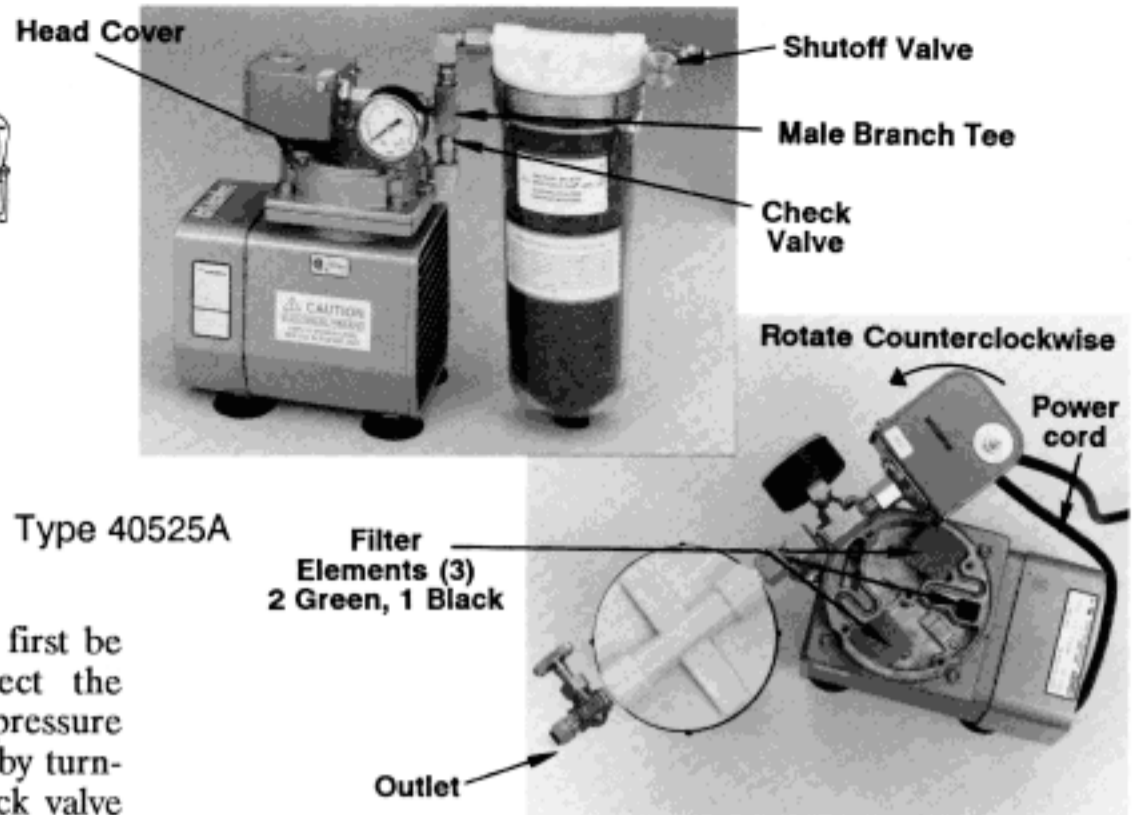 Head Cover
Shutoff Valve
Male Branch Tee
Check
Valve
⚠ CAUTION
Rotate Counterclockwise
Power
cord
Type 40525A
Filter
Elements (3)
2 Green, 1 Black
first be
ect the
pressure
by turn-
ck valve
Outlet